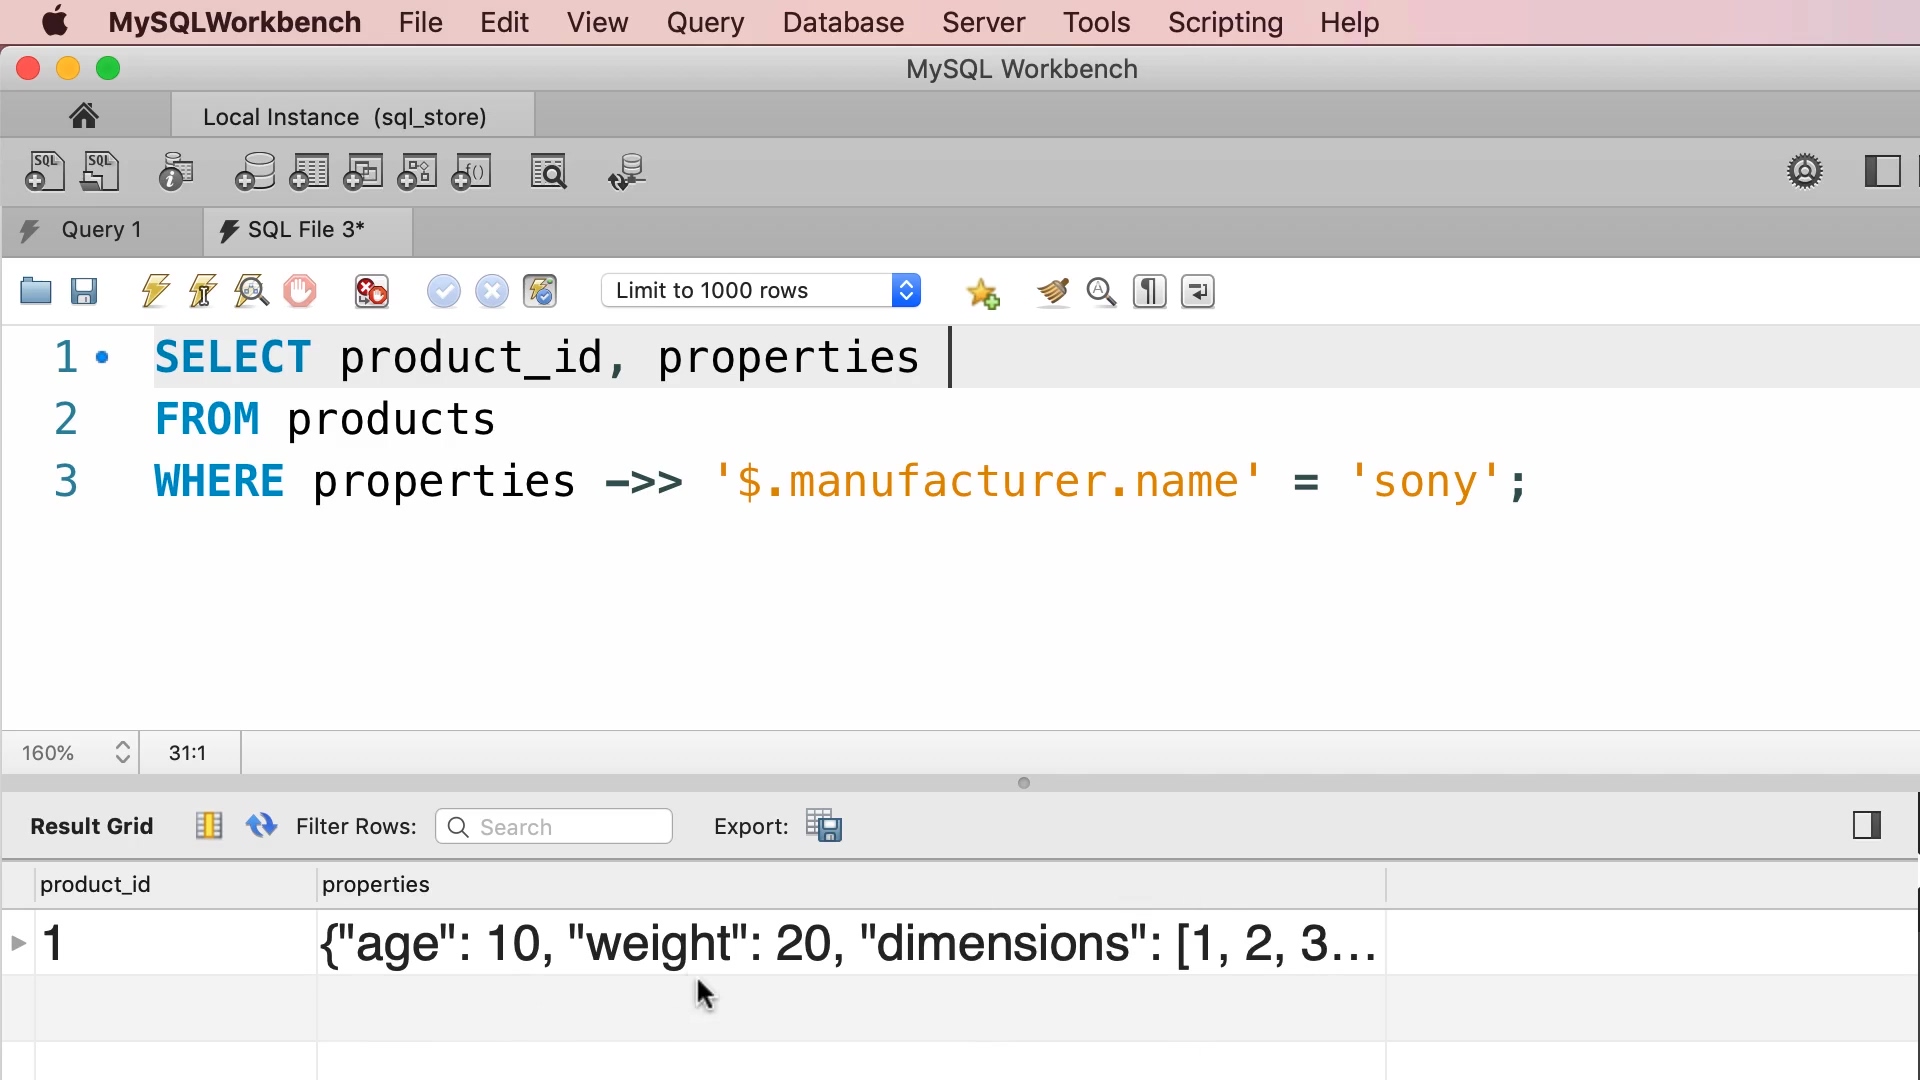 MySQLWorkbench File Edit View Query Database Server Tools Scripting Help
MySQL Workbench
Local Instance (sql_store)
SQL SQL f()
Query 1 SQL File 3*
Limit to 1000 rows
1 SELECT product_id, properties
2 FROM products
3 WHERE properties ->> '$.manufacturer.name' = 'sony';
160% 31:1
Result Grid Filter Rows: Search Export:
product_id properties
1 {"age": 10, "weight": 20, "dimensions": [1, 2, 3...